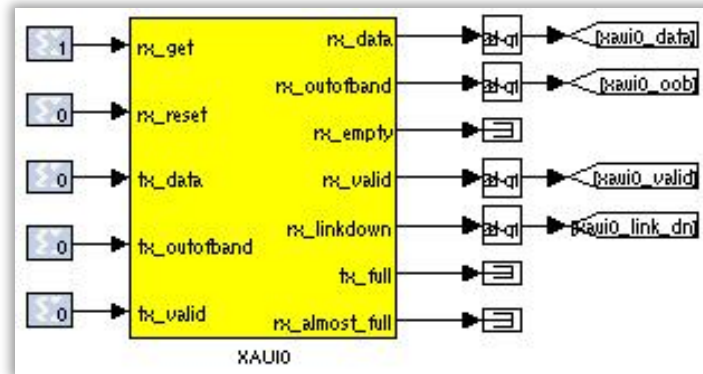 1
rx_get
rx_data
[xaui0_data]
rx_outofband
[xaui0_oob]
0
rx_reset
rx_empty
0
tx_data
rx_valid
[xaui0_valid]
rx_linkdown
[xaui0_link_dn]
0
tx_outofband
tx_full
0
tx_valid
rx_almost_full
XAUI0